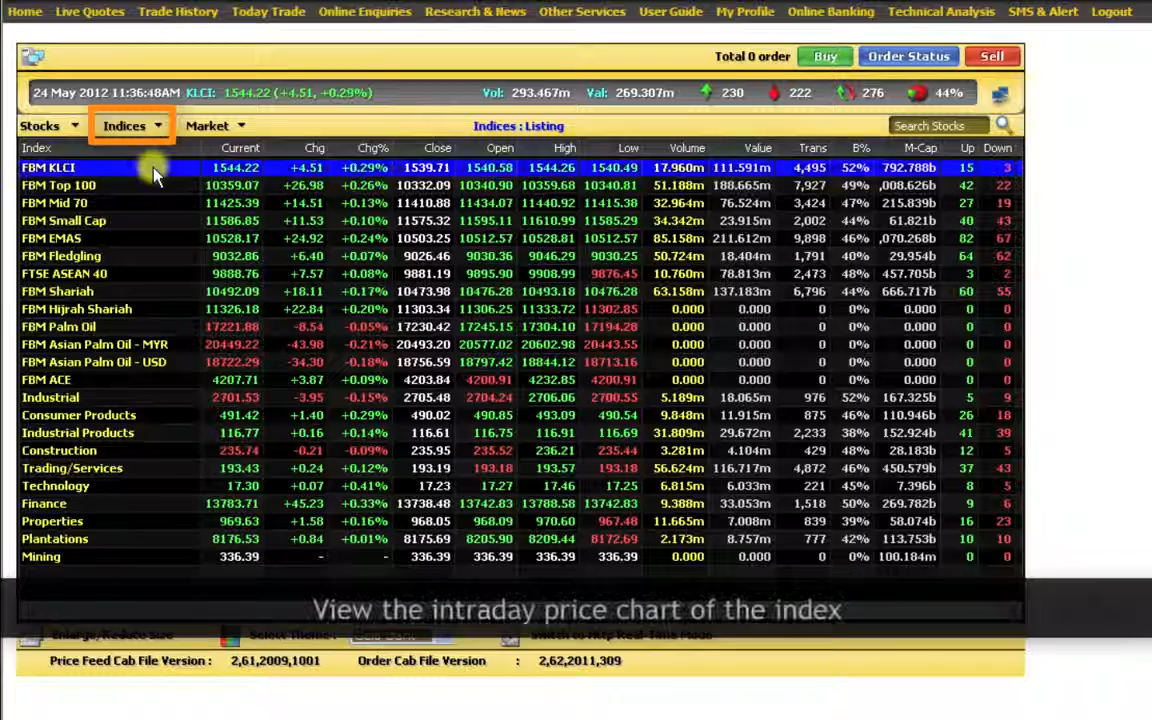 Home Live Quotes Trade History Today Trade Online Enquiries Research & News Other Services User Guide My Profile Online Banking Technical Analysis SMS & Alert Logout
Total 0 order Buy Order Status Sell
24 May 2012 11:36:48AM KLCI: 1544.22 (+4.51, +0.29%) Vol: 293.467m Val: 269.307m 230 222 276 44%
Stocks Indices Market Indices : Listing Search Stocks
Index Current Chg Chg% Close Open High Low Volume Value Trans B% M-Cap Up Down
FBM KLCI 1544.22 +4.51 +0.29% 1539.71 1540.58 1544.26 1540.49 17.960m 111.591m 4,495 52% 792.788b 15 3
FBM Top 100 10359.07 +26.98 +0.26% 10332.09 10340.90 10359.68 10340.81 51.188m 188.665m 7,927 49% ,008.626b 42 22
FBM Mid 70 11425.39 +14.51 +0.13% 11410.88 11434.07 11440.92 11415.38 32.964m 76.524m 3,424 47% 215.839b 27 19
FBM Small Cap 11586.85 +11.53 +0.10% 11575.32 11595.11 11610.99 11585.29 34.342m 23.915m 2,002 44% 61.821b 40 43
FBM EMAS 10528.17 +24.92 +0.24% 10503.25 10512.57 10528.81 10512.57 85.158m 211.612m 9,898 46% ,070.268b 82 67
FBM Fledgling 9032.86 +6.40 +0.07% 9026.46 9030.36 9046.29 9030.25 50.724m 18.404m 1,791 40% 29.954b 64 62
FTSE ASEAN 40 9888.76 +7.57 +0.08% 9881.19 9895.90 9908.99 9876.45 10.760m 78.813m 2,473 48% 457.705b 3 2
FBM Shariah 10492.09 +18.11 +0.17% 10473.98 10476.28 10493.18 10476.28 63.158m 137.183m 6,796 44% 666.717b 60 55
FBM Hijrah Shariah 11326.18 +22.84 +0.20% 11303.34 11306.25 11333.72 11302.85 0.000 0.000 0 0% 0.000 0 0
FBM Palm Oil 17221.88 -8.54 -0.05% 17230.42 17245.15 17304.10 17194.28 0.000 0.000 0 0% 0.000 0 0
FBM Asian Palm Oil - MYR 20449.22 -43.98 -0.21% 20493.20 20577.02 20602.98 20443.55 0.000 0.000 0 0% 0.000 0 0
FBM Asian Palm Oil - USD 18722.29 -34.30 -0.18% 18756.59 18797.42 18844.12 18713.16 0.000 0.000 0 0% 0.000 0 0
FBM ACE 4207.71 +3.87 +0.09% 4203.84 4200.91 4232.85 4200.91 0.000 0.000 0 0% 0.000 0 0
Industrial 2701.53 -3.95 -0.15% 2705.48 2704.24 2706.06 2700.55 5.189m 18.065m 976 52% 167.325b 5 9
Consumer Products 491.42 +1.40 +0.29% 490.02 490.85 493.09 490.54 9.848m 11.915m 875 46% 110.946b 26 18
Industrial Products 116.77 +0.16 +0.14% 116.61 116.75 116.91 116.69 31.809m 29.672m 2,233 38% 152.924b 41 39
Construction 235.74 -0.21 -0.09% 235.95 235.52 236.21 235.44 3.281m 4.104m 429 48% 28.183b 12 5
Trading/Services 193.43 +0.24 +0.12% 193.19 193.18 193.57 193.18 56.624m 116.717m 4,872 46% 450.579b 37 43
Technology 17.30 +0.07 +0.41% 17.23 17.27 17.46 17.25 6.815m 6.033m 221 45% 7.396b 8 5
Finance 13783.71 +45.23 +0.33% 13738.48 13742.83 13788.58 13742.83 9.388m 33.053m 1,518 50% 269.782b 9 6
Properties 969.63 +1.58 +0.16% 968.05 968.09 970.60 967.48 11.665m 7.008m 839 39% 58.074b 16 23
Plantations 8176.53 +0.84 +0.01% 8175.69 8205.90 8209.44 8172.69 2.173m 8.757m 777 42% 113.753b 10 10
Mining 336.39 - - 336.39 336.39 336.39 336.39 0.000 0.000 0 0% 100.184m 0 0
View the intraday price chart of the index
Enlarge/Reduce Size Select Theme : Switch to Http Real-Time Mode
Price Feed Cab File Version : 2,61,2009,1001 Order Cab File Version : 2,62,2011,309